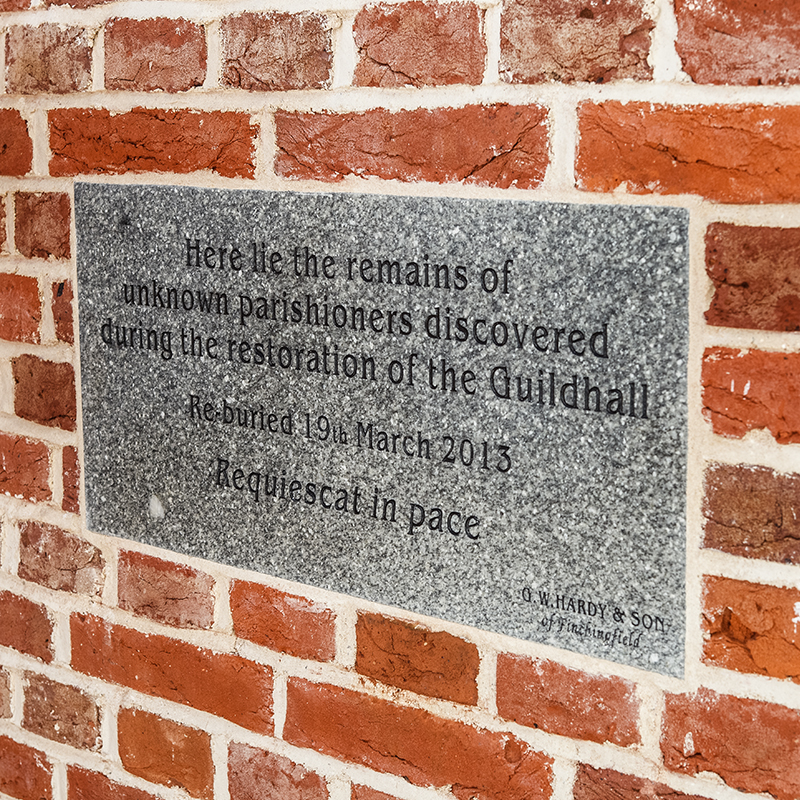 Here lie the remains of
unknown parishioners discovered
during the restoration of the Guildhall
Re-buried 19th March 2013
Requiescat in pace
O.W.HARDY & SON
of Finchingfield